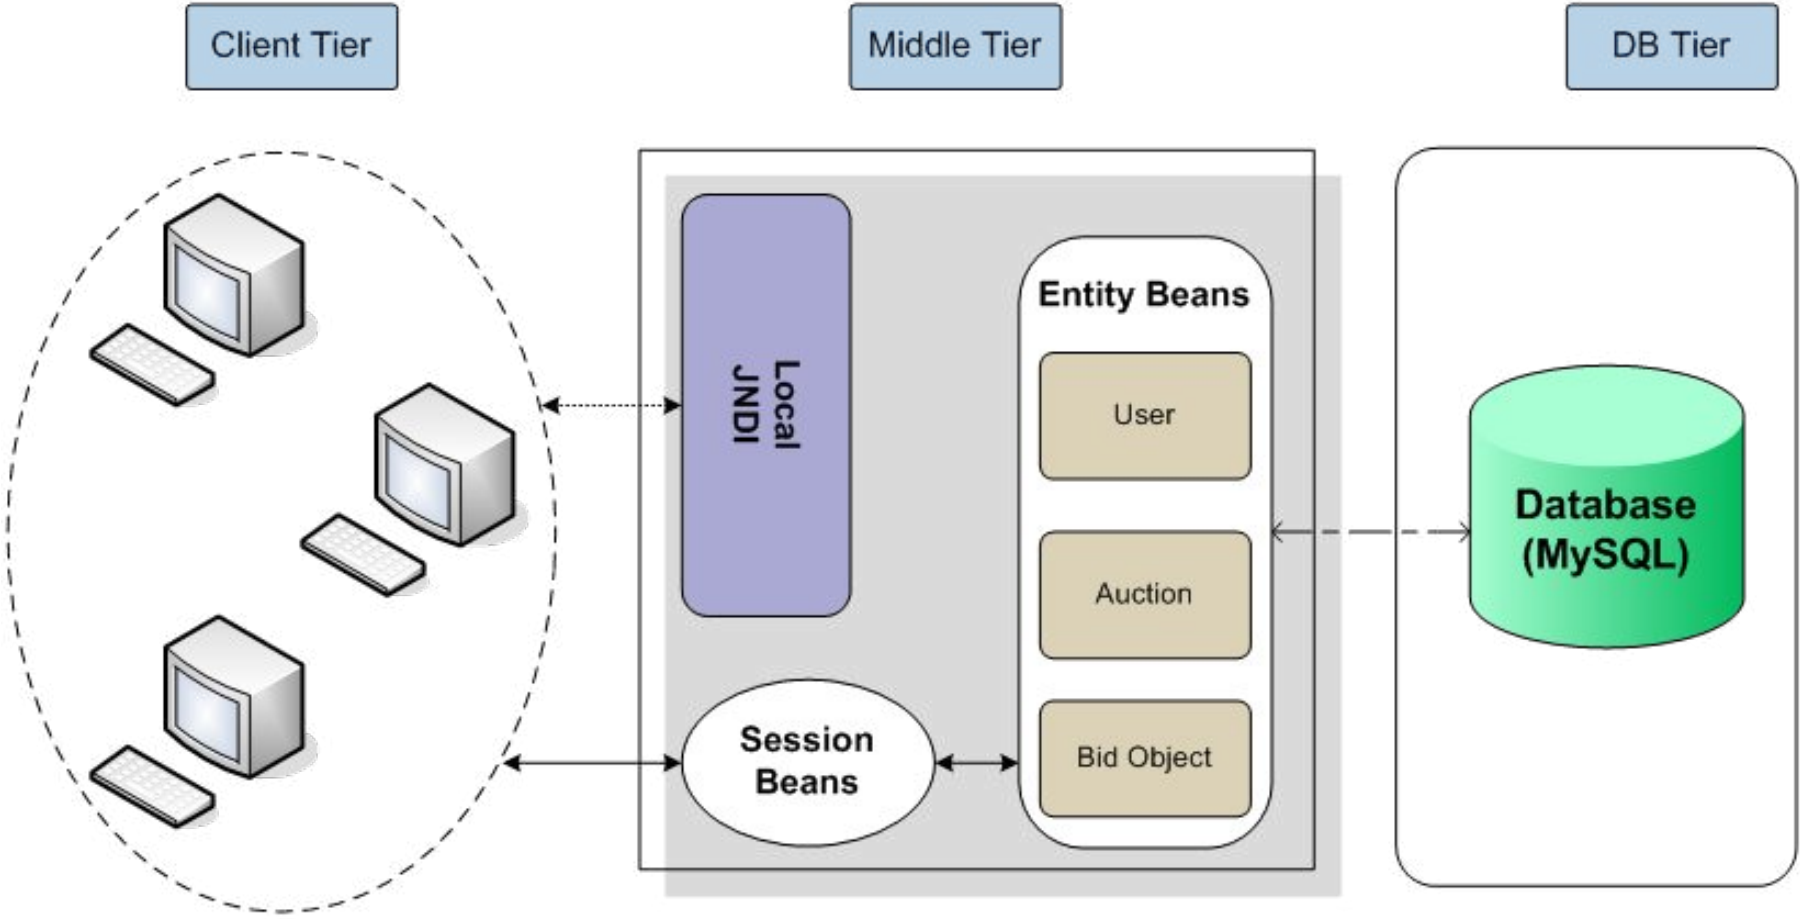 Client Tier
Middle Tier
DB Tier
Local
JNDI
Entity Beans
User
Auction
Bid Object
Session
Beans
Database
(MySQL)